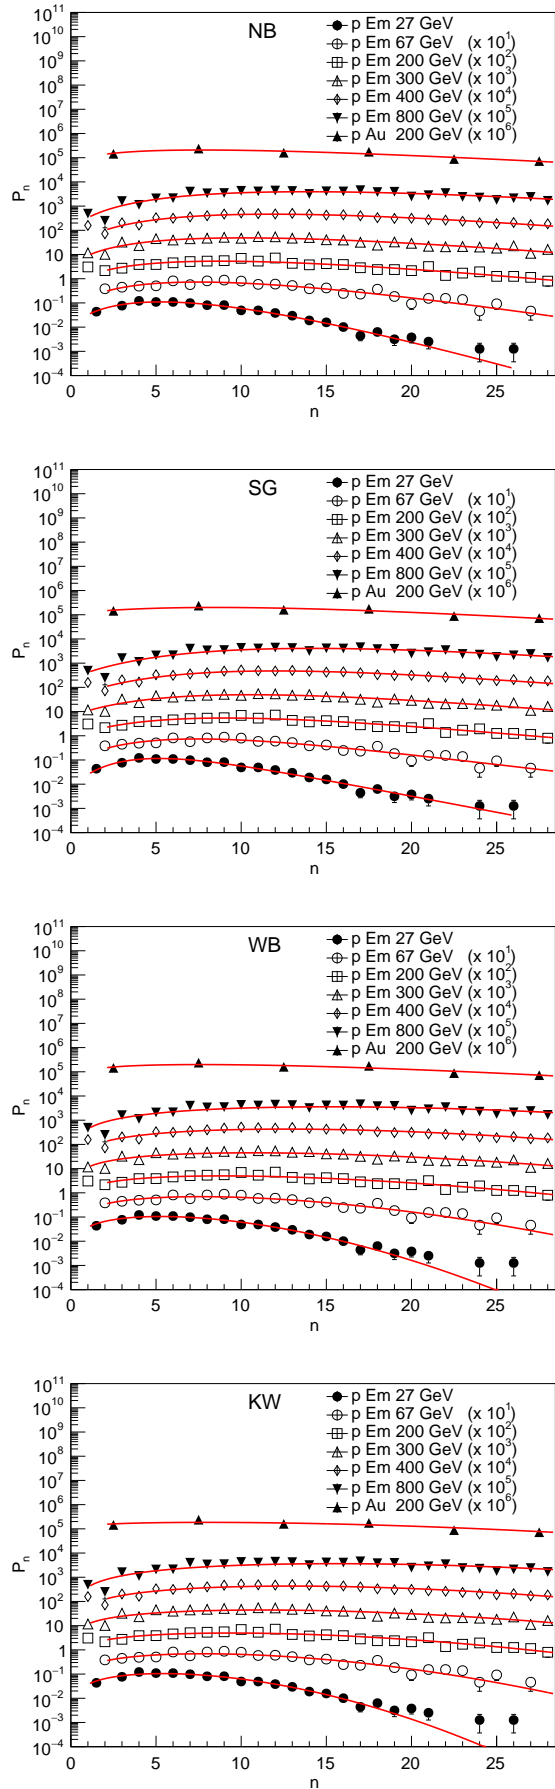 NB
p Em 27 GeV
p Em 67 GeV (x 10^1)
p Em 200 GeV (x 10^2)
p Em 300 GeV (x 10^3)
p Em 400 GeV (x 10^4)
p Em 800 GeV (x 10^5)
p Au 200 GeV (x 10^6)
10^11
10^10
10^9
10^8
10^7
10^6
10^5
10^4
10^3
10^2
10
1
10^−1
10^−2
10^−3
10^−4
P_n
0 5 10 15 20 25
n
SG
p Em 27 GeV
p Em 67 GeV (x 10^1)
p Em 200 GeV (x 10^2)
p Em 300 GeV (x 10^3)
p Em 400 GeV (x 10^4)
p Em 800 GeV (x 10^5)
p Au 200 GeV (x 10^6)
10^11
10^10
10^9
10^8
10^7
10^6
10^5
10^4
10^3
10^2
10
1
10^−1
10^−2
10^−3
10^−4
P_n
0 5 10 15 20 25
n
WB
p Em 27 GeV
p Em 67 GeV (x 10^1)
p Em 200 GeV (x 10^2)
p Em 300 GeV (x 10^3)
p Em 400 GeV (x 10^4)
p Em 800 GeV (x 10^5)
p Au 200 GeV (x 10^6)
10^11
10^10
10^9
10^8
10^7
10^6
10^5
10^4
10^3
10^2
10
1
10^−1
10^−2
10^−3
10^−4
P_n
0 5 10 15 20 25
n
KW
p Em 27 GeV
p Em 67 GeV (x 10^1)
p Em 200 GeV (x 10^2)
p Em 300 GeV (x 10^3)
p Em 400 GeV (x 10^4)
p Em 800 GeV (x 10^5)
p Au 200 GeV (x 10^6)
10^11
10^10
10^9
10^8
10^7
10^6
10^5
10^4
10^3
10^2
10
1
10^−1
10^−2
10^−3
10^−4
P_n
0 5 10 15 20 25
n